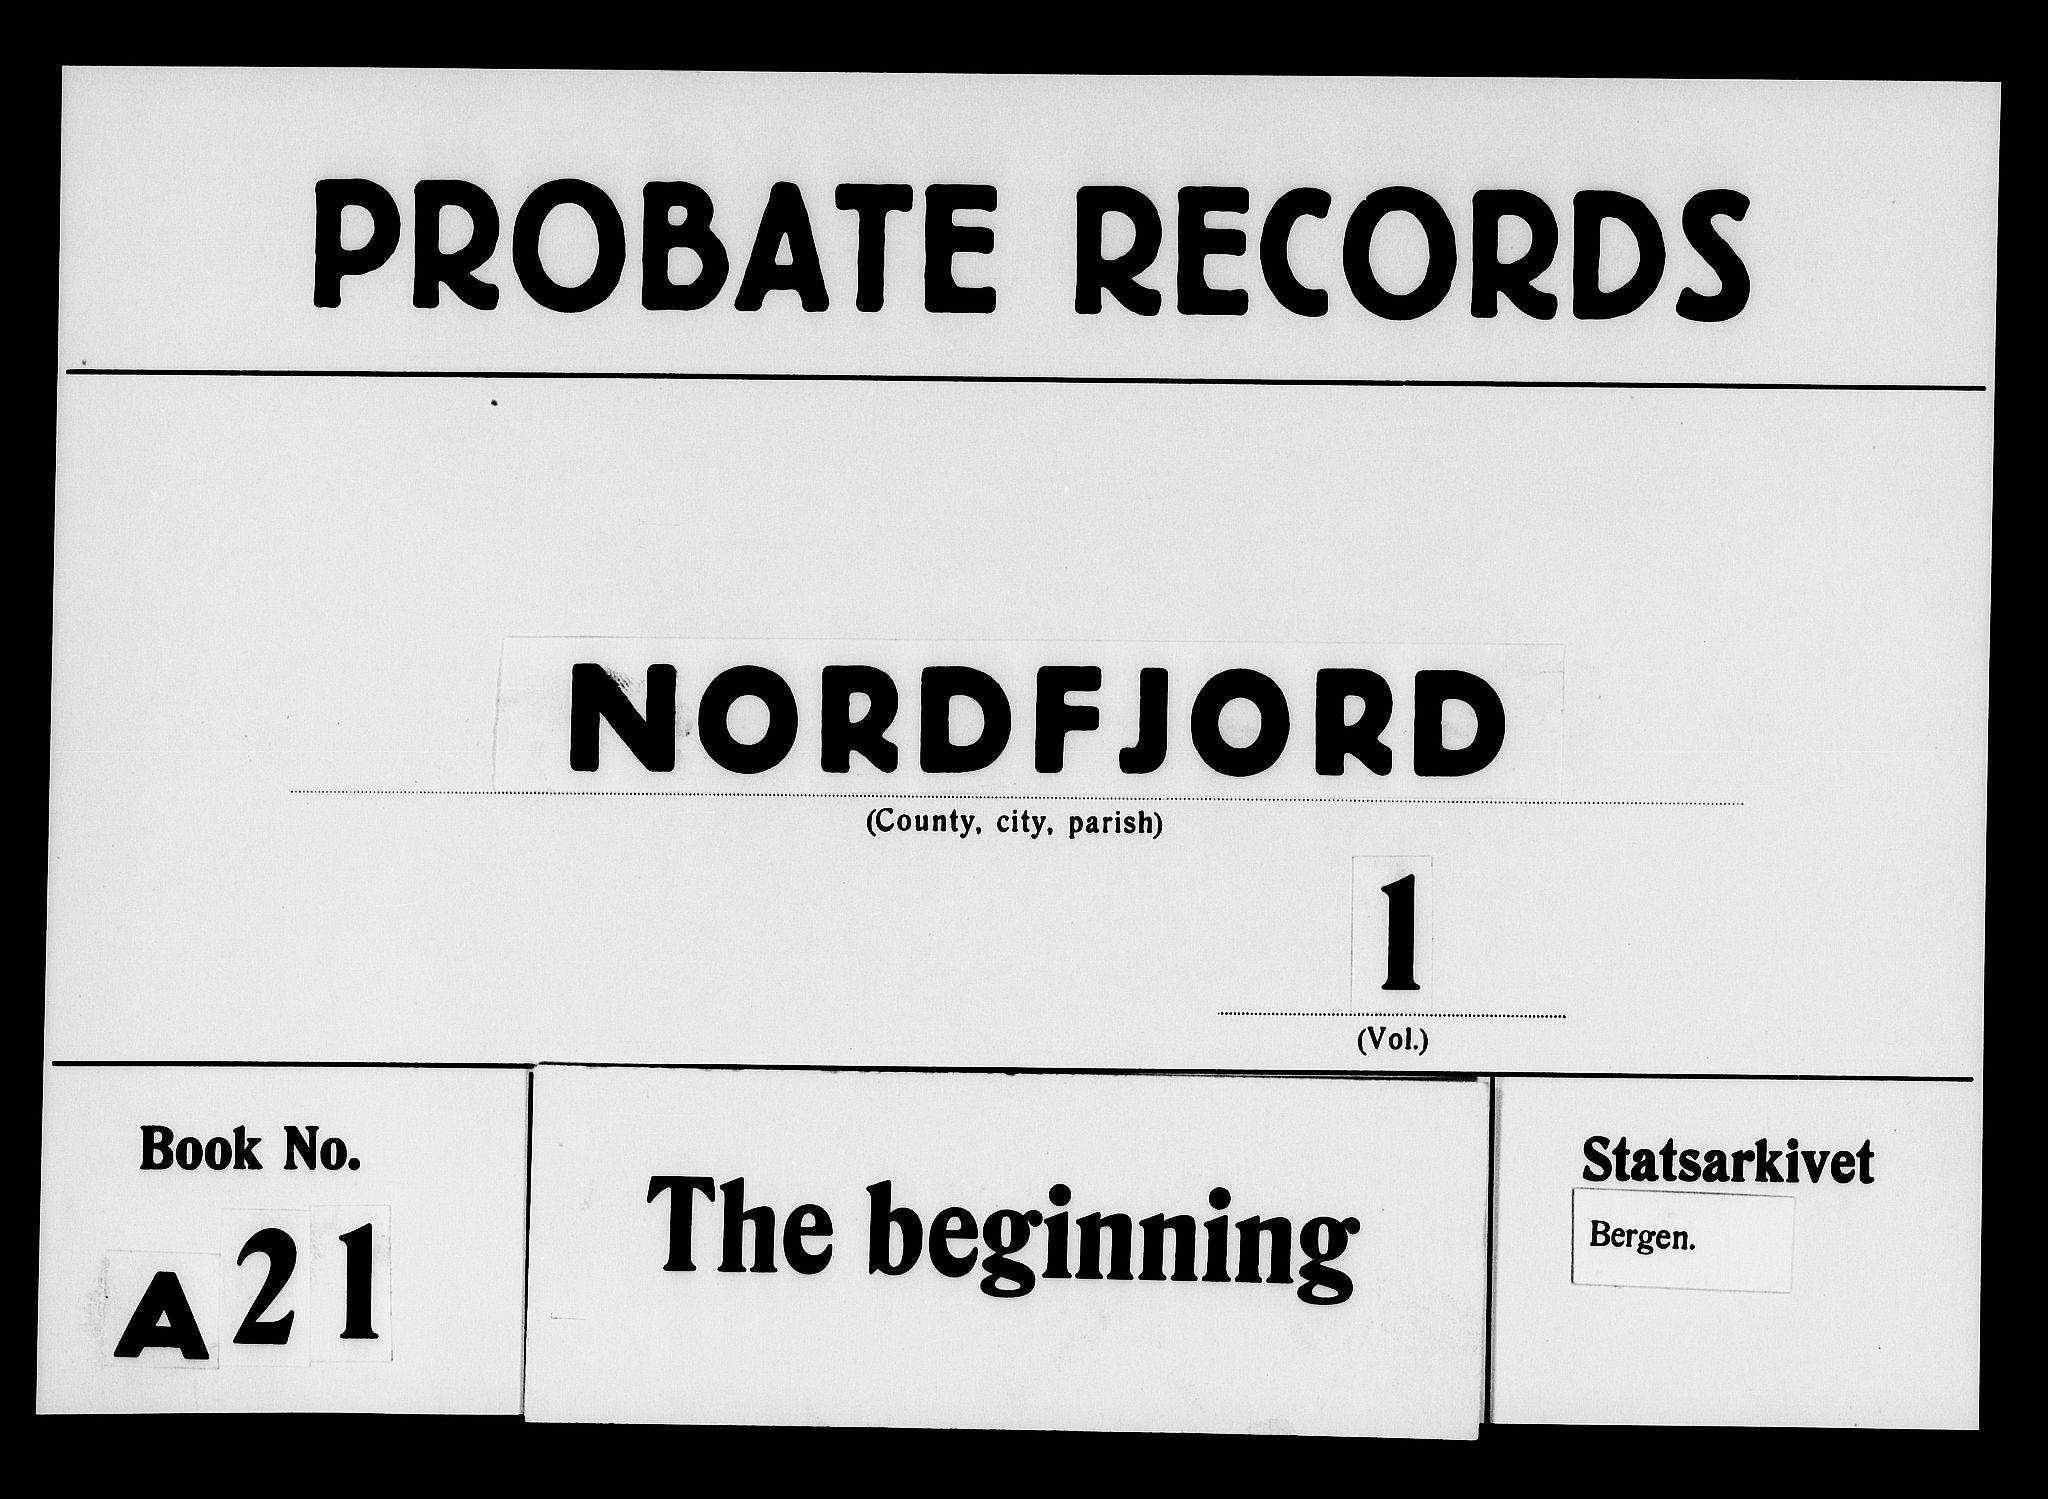 PROBATE RECORDS
NORDFJORD
(County, city, parish)
1
(Vol.)
Book No.
A 21
The beginning
Statsarkivet
Bergen.